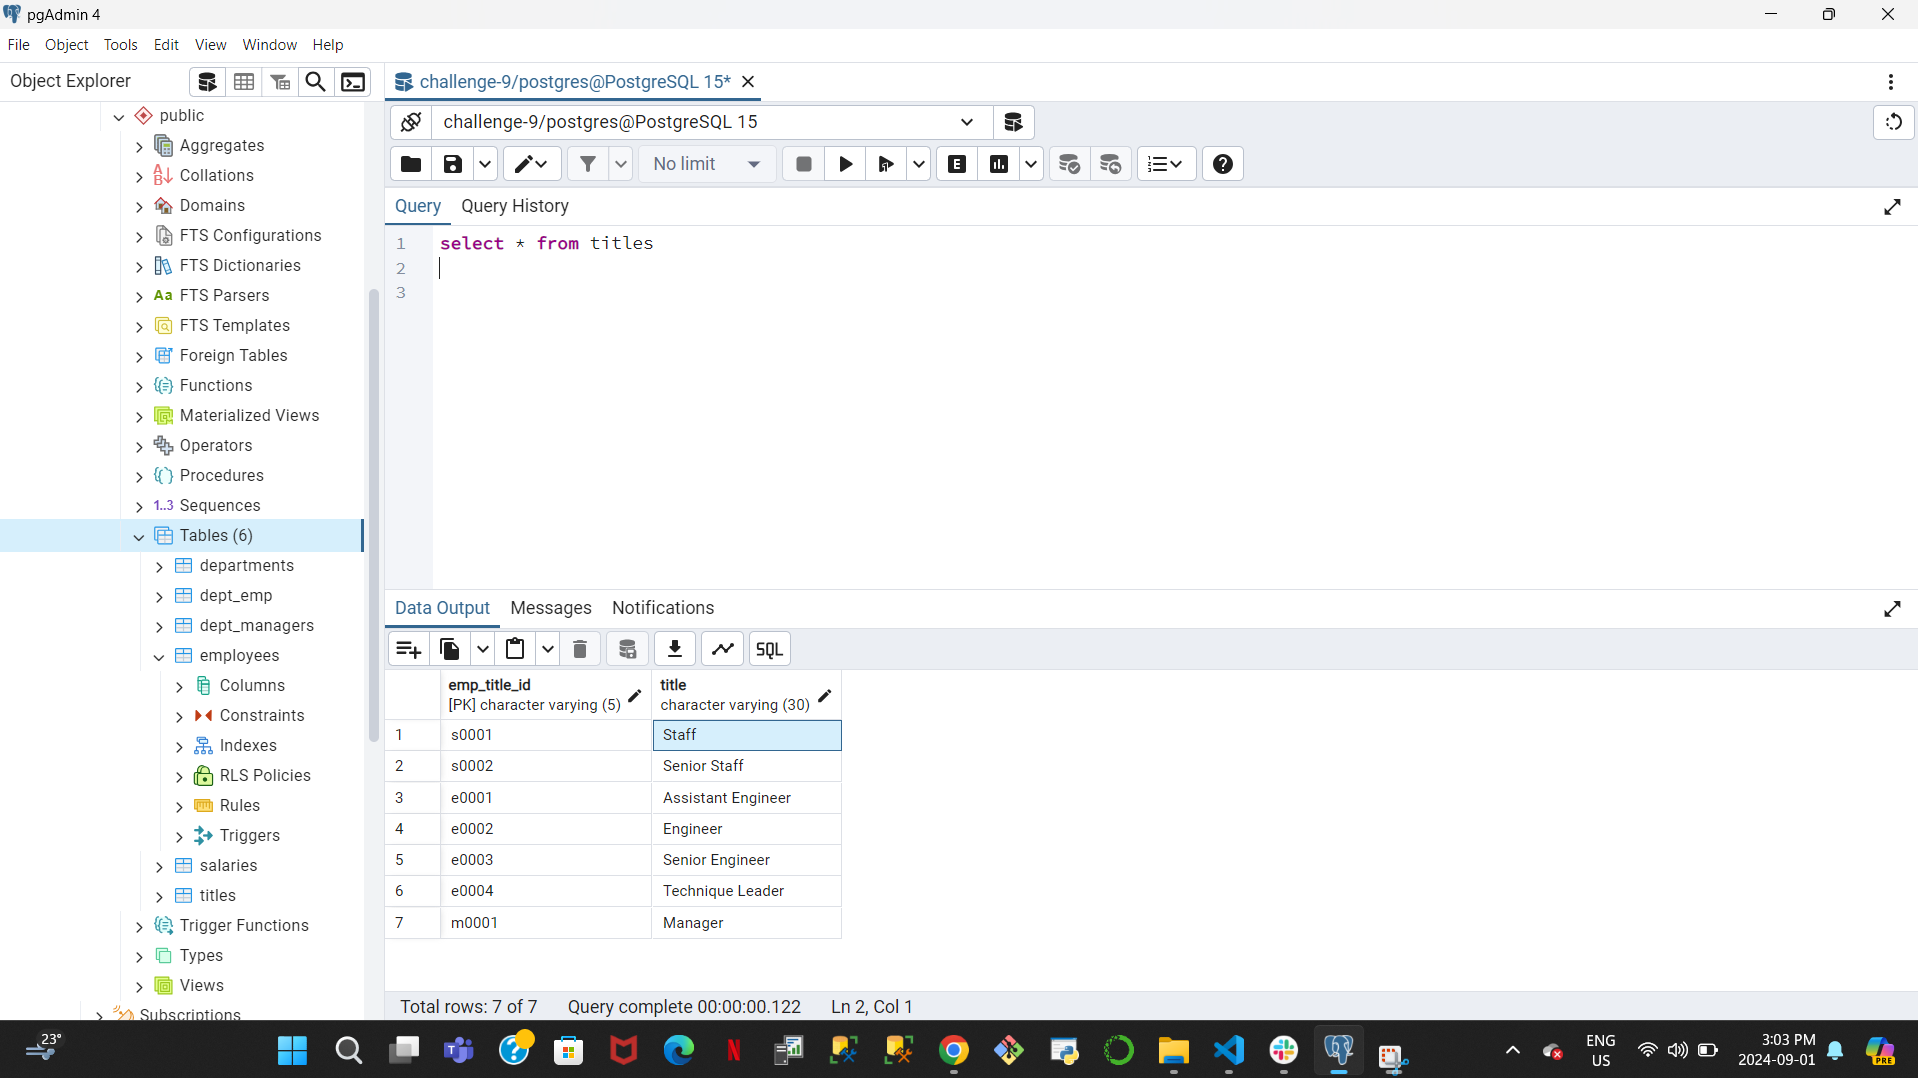 pgAdmin 4
File Object Tools Edit View Window Help
Object Explorer
public
Aggregates
Collations
Domains
FTS Configurations
FTS Dictionaries
Aa FTS Parsers
FTS Templates
Foreign Tables
Functions
Materialized Views
Operators
Procedures
1..3 Sequences
Tables (6)
departments
dept_emp
dept_managers
employees
Columns
Constraints
Indexes
RLS Policies
Rules
Triggers
salaries
titles
Trigger Functions
Types
Views
Subscriptions
challenge-9/postgres@PostgreSQL 15*
challenge-9/postgres@PostgreSQL 15
No limit
E
Query Query History
1 select * from titles
2
3
Data Output Messages Notifications
SQL
emp_title_id title
[PK] character varying (5) character varying (30)
1 s0001 Staff
2 s0002 Senior Staff
3 e0001 Assistant Engineer
4 e0002 Engineer
5 e0003 Senior Engineer
6 e0004 Technique Leader
7 m0001 Manager
Total rows: 7 of 7 Query complete 00:00:00.122 Ln 2, Col 1
23°
N
ENG
US
3:03 PM
2024-09-01
PRE